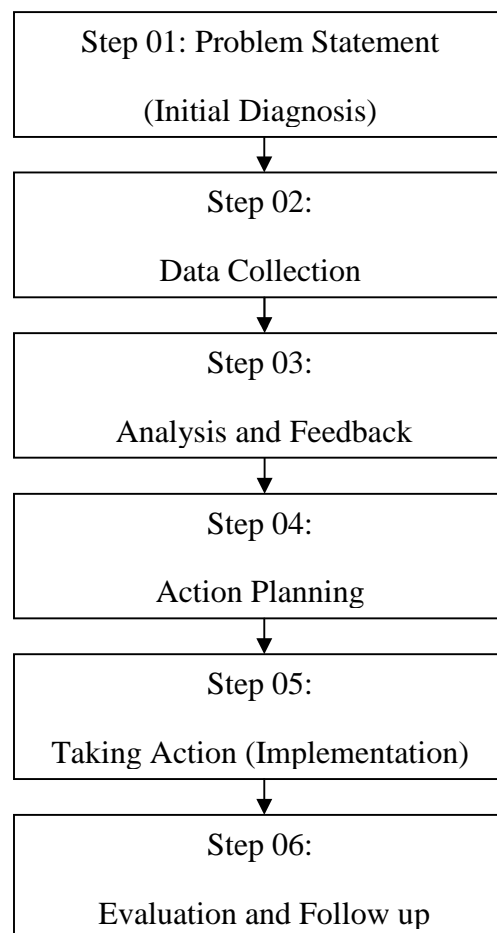 Step 01: Problem Statement
(Initial Diagnosis)
Step 02:
Data Collection
Step 03:
Analysis and Feedback
Step 04:
Action Planning
Step 05:
Taking Action (Implementation)
Step 06:
Evaluation and Follow up